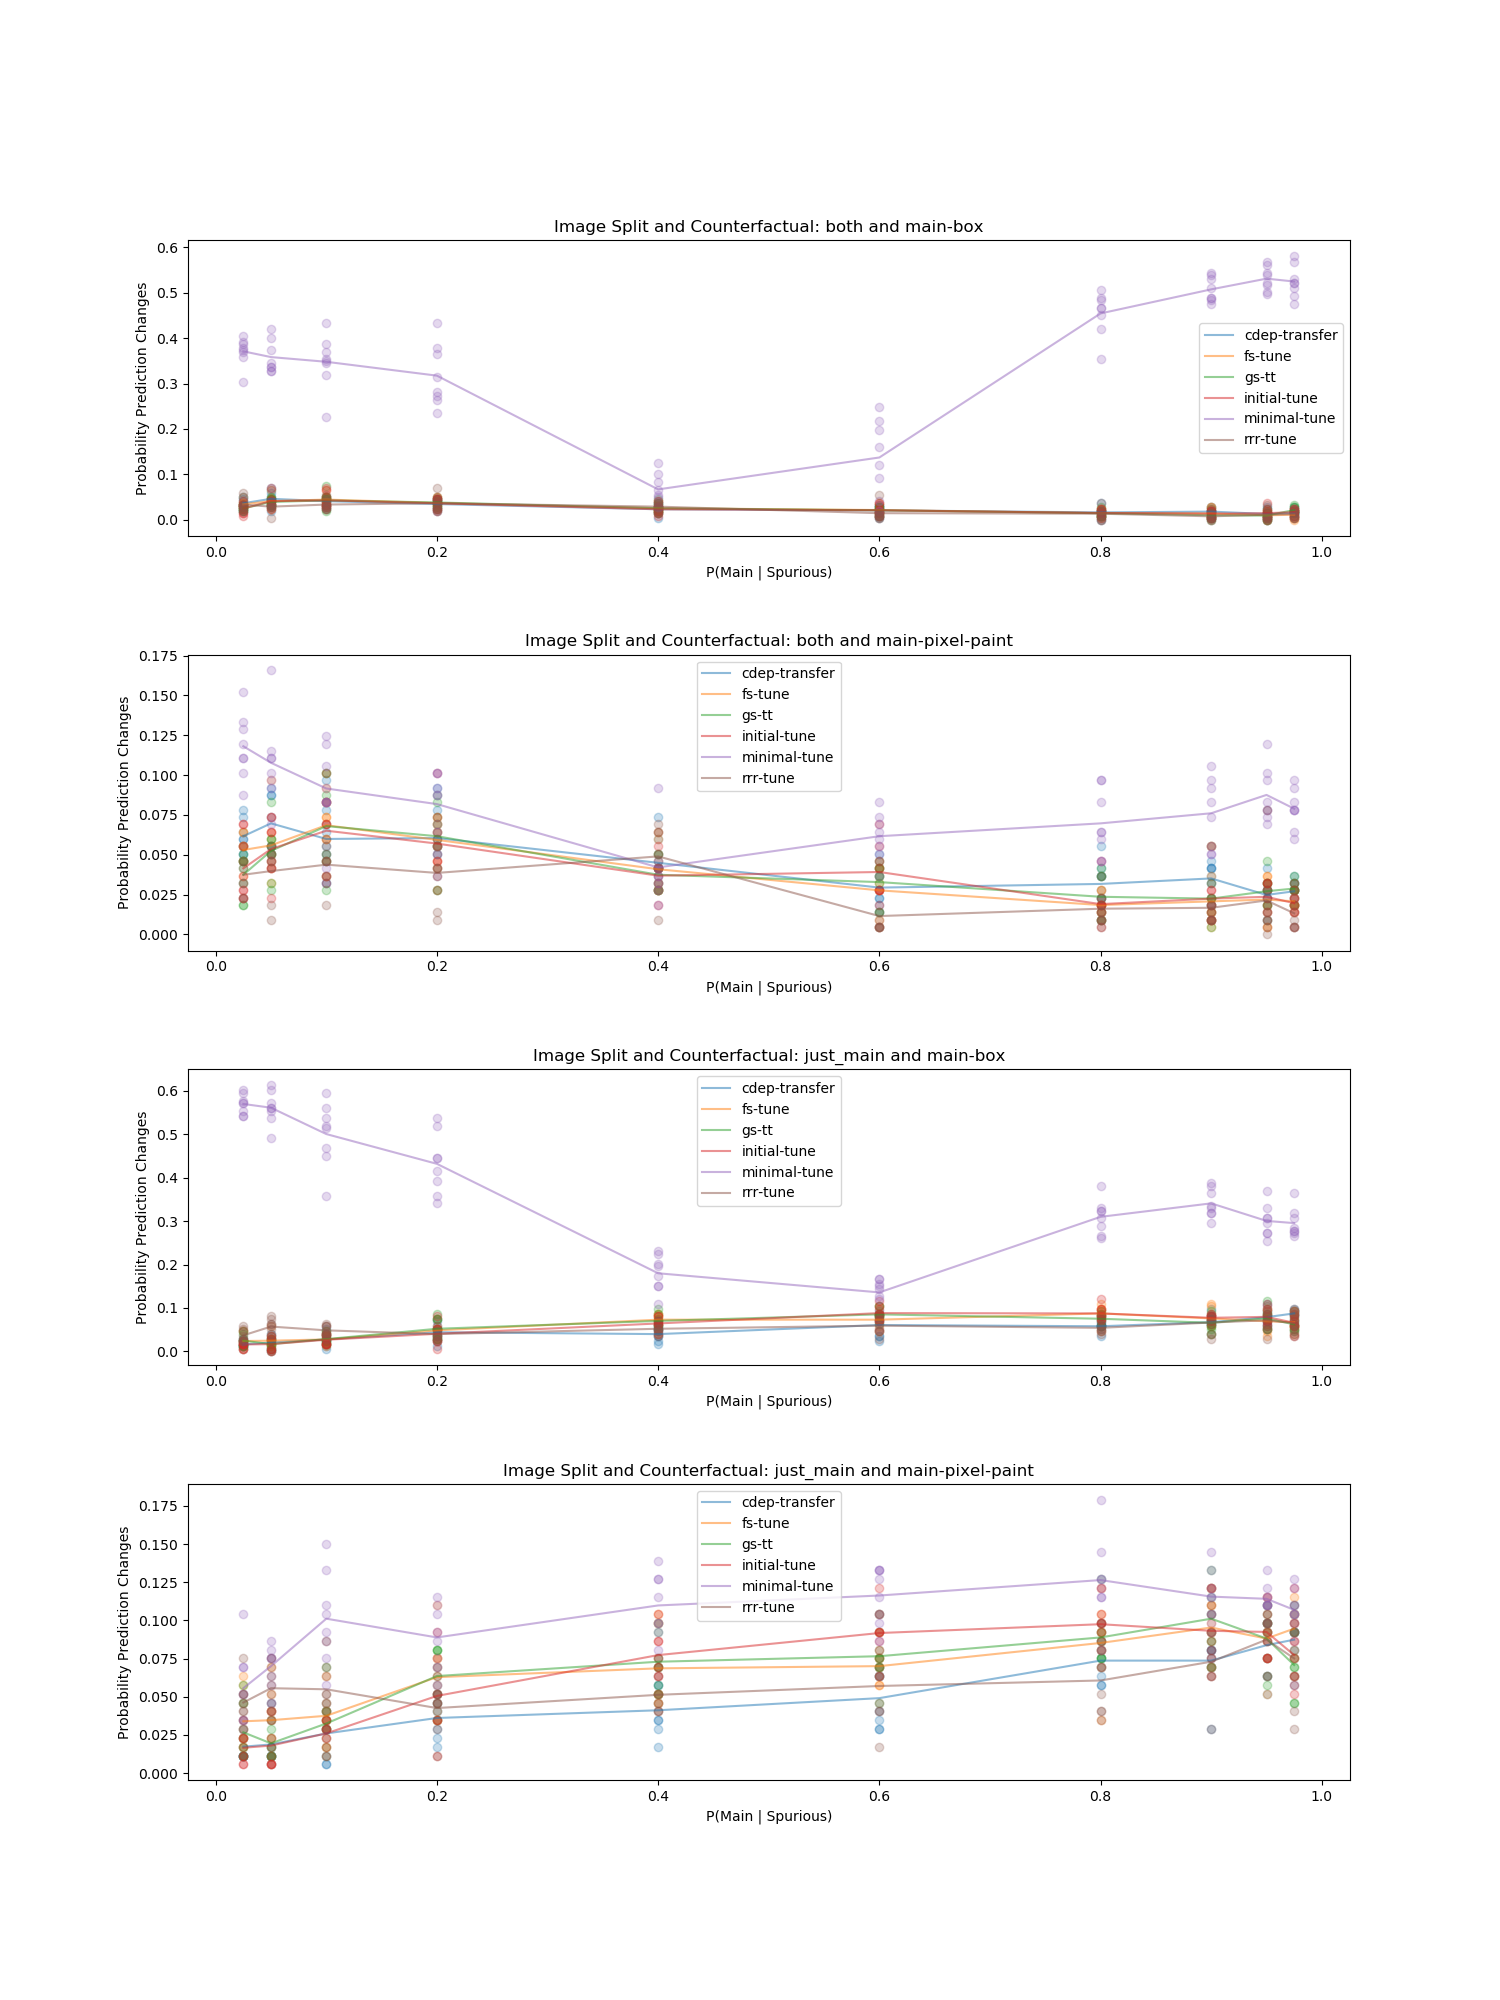 Image Split and Counterfactual: both and main-box
Probability Prediction Changes
0.6
0.5
0.4
0.3
0.2
0.1
0.0
cdep-transfer
fs-tune
gs-tt
initial-tune
minimal-tune
rrr-tune
0.0 0.2 0.4 0.6 0.8 1.0
P(Main | Spurious)
Image Split and Counterfactual: both and main-pixel-paint
Probability Prediction Changes
0.175
0.150
0.125
0.100
0.075
0.050
0.025
0.000
cdep-transfer
fs-tune
gs-tt
initial-tune
minimal-tune
rrr-tune
0.0 0.2 0.4 0.6 0.8 1.0
P(Main | Spurious)
Image Split and Counterfactual: just_main and main-box
Probability Prediction Changes
0.6
0.5
0.4
0.3
0.2
0.1
0.0
cdep-transfer
fs-tune
gs-tt
initial-tune
minimal-tune
rrr-tune
0.0 0.2 0.4 0.6 0.8 1.0
P(Main | Spurious)
Image Split and Counterfactual: just_main and main-pixel-paint
Probability Prediction Changes
0.175
0.150
0.125
0.100
0.075
0.050
0.025
0.000
cdep-transfer
fs-tune
gs-tt
initial-tune
minimal-tune
rrr-tune
0.0 0.2 0.4 0.6 0.8 1.0
P(Main | Spurious)